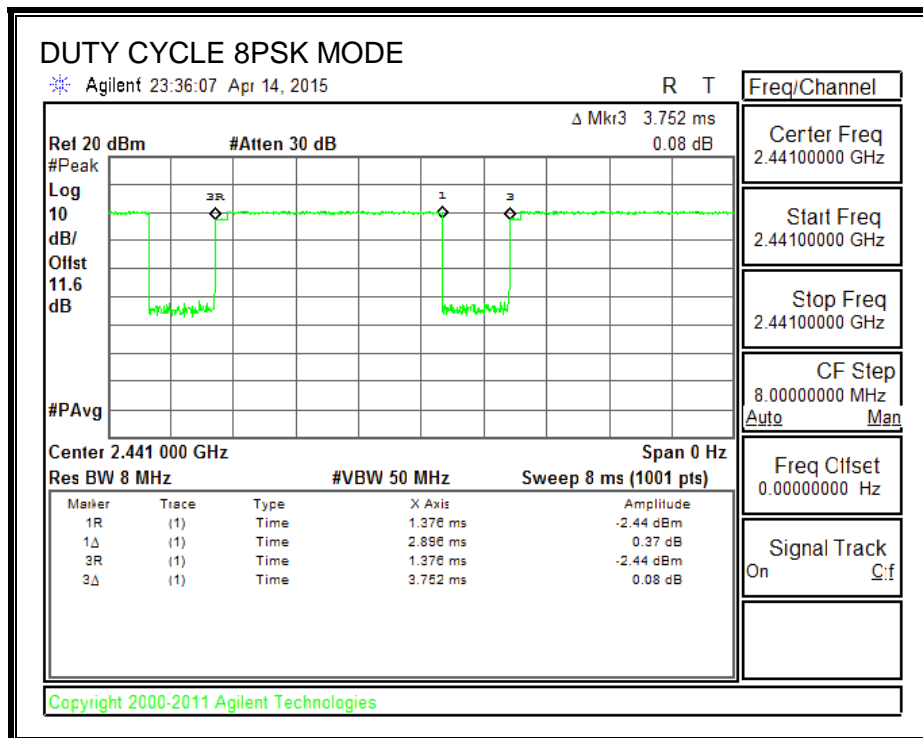 DUTY CYCLE 8PSK MODE
Agilent 23:36:07 Apr 14, 2015 R T
Freq/Channel
Δ Mkr3 3.752 ms
Ref 20 dBm #Atten 30 dB 0.08 dB
#Peak
Log
10
dB/
Offst
11.6
dB
3R 1 3
#PAvg
Center 2.441 000 GHz Span 0 Hz
Res BW 8 MHz #VBW 50 MHz Sweep 8 ms (1001 pts)
Marker Trace Type X Axis Amplitude
1R (1) Time 1.376 ms -2.44 dBm
1Δ (1) Time 2.896 ms 0.37 dB
3R (1) Time 1.376 ms -2.44 dBm
3Δ (1) Time 3.752 ms 0.08 dB
Center Freq
2.44100000 GHz
Start Freq
2.44100000 GHz
Stop Freq
2.44100000 GHz
CF Step
8.00000000 MHz
Auto Man
Freq Offset
0.00000000 Hz
Signal Track
On Off
Copyright 2000-2011 Agilent Technologies